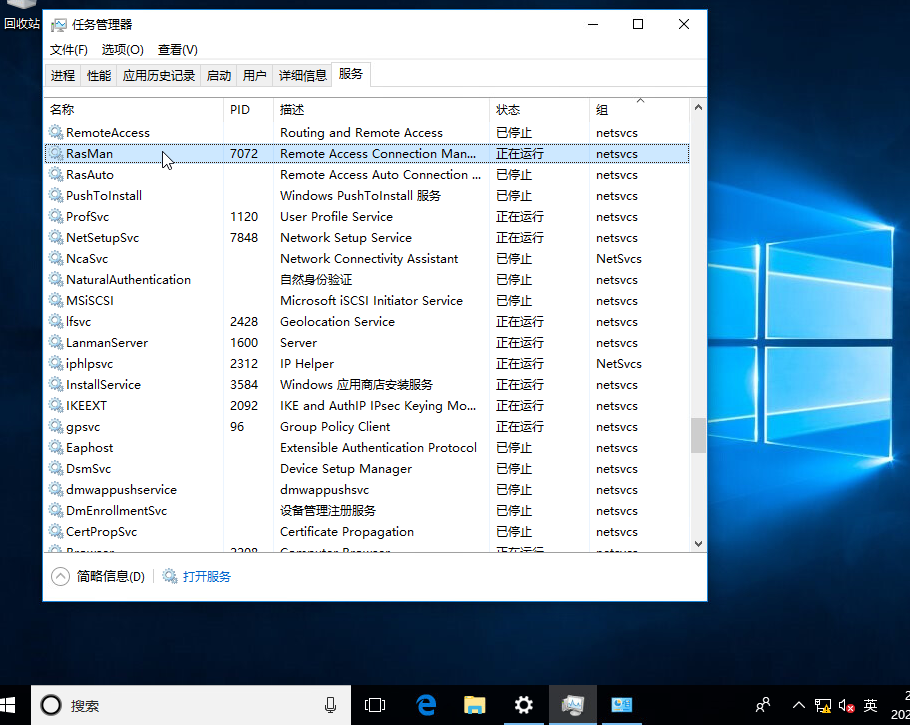 回收站
任务管理器
文件(F) 选项(O) 查看(V)
进程 性能 应用历史记录 启动 用户 详细信息 服务
名称 PID 描述 状态 组
RemoteAccess Routing and Remote Access 已停止 netsvcs
RasMan 7072 Remote Access Connection Man... 正在运行 netsvcs
RasAuto Remote Access Auto Connection ... 已停止 netsvcs
PushToInstall Windows PushToInstall 服务 已停止 netsvcs
ProfSvc 1120 User Profile Service 正在运行 netsvcs
NetSetupSvc 7848 Network Setup Service 正在运行 netsvcs
NcaSvc Network Connectivity Assistant 已停止 NetSvcs
NaturalAuthentication 自然身份验证 已停止 netsvcs
MSiSCSI Microsoft iSCSI Initiator Service 已停止 netsvcs
lfsvc 2428 Geolocation Service 正在运行 netsvcs
LanmanServer 1600 Server 正在运行 netsvcs
iphlpsvc 2312 IP Helper 正在运行 NetSvcs
InstallService 3584 Windows 应用商店安装服务 正在运行 netsvcs
IKEEXT 2092 IKE and AuthIP IPsec Keying Mo... 正在运行 netsvcs
gpsvc 96 Group Policy Client 正在运行 netsvcs
Eaphost Extensible Authentication Protocol 已停止 netsvcs
DsmSvc Device Setup Manager 已停止 netsvcs
dmwappushservice dmwappushsvc 已停止 netsvcs
DmEnrollmentSvc 设备管理注册服务 已停止 netsvcs
CertPropSvc Certificate Propagation 已停止 netsvcs
Browser Computer Browser 正在运行 netsvcs
简略信息(D) 打开服务
搜索 英